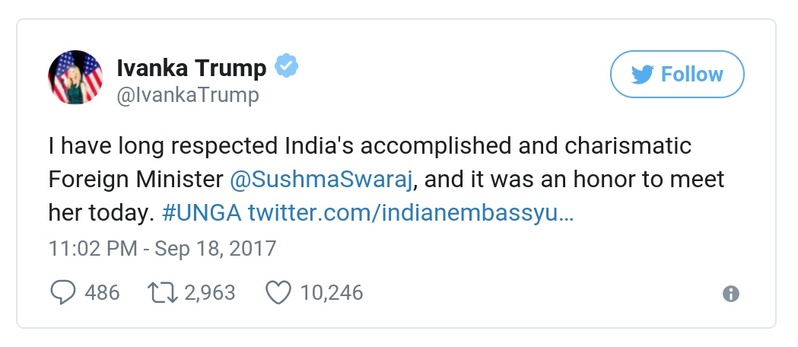 Ivanka Trump
@IvankaTrump
Follow
I have long respected India's accomplished and charismatic
Foreign Minister @SushmaSwaraj, and it was an honor to meet
her today. #UNGA twitter.com/indianembassyu…
11:02 PM - Sep 18, 2017
486 2,963 10,246